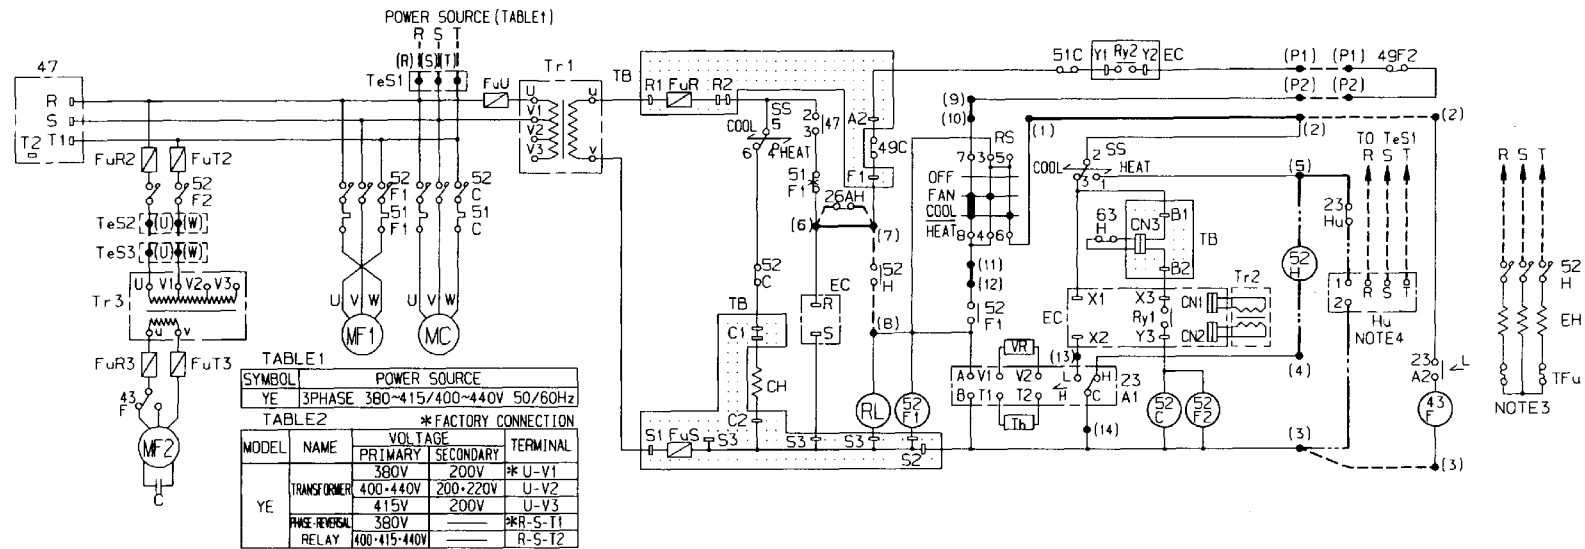 POWER SOURCE (TABLE1)
R S T
(R) (S) (T)
TeS1
47
R
S
T2 T1
FuU
Tr1
U u
V1
V2
V3 v
FuR2 FuT2
52
F2
TeS2 (U) (W)
TeS3 (U) (W)
U V1 V2 V3
Tr3
u v
FuR3 FuT3
43
F
MF2
C
52
F1
51
F1
52
C
51
C
U V W U V W
MF1 MC
TABLE1
SYMBOL POWER SOURCE
YE 3PHASE 380~415/400~440V 50/60Hz
TABLE2 *FACTORY CONNECTION
MODEL NAME VOLTAGE TERMINAL
PRIMARY SECONDARY
YE TRANSFORMER 380V 200V * U-V1
400·440V 200·220V U-V2
415V 200V U-V3
PHASE-REVERSAL RELAY 380V —— *R-S-T1
400·415·440V —— R-S-T2
TB
R1 FuR R2
SS
5
COOL
6 4 HEAT
2
3 47
51
F1
26AH
(6) (7)
A2
49C
F1
52
C
52
H
EC
R
S
(8)
TB
C1
CH
C2
RL
52
F1
S1 FuS S3 S3 S3
S2
51C Y1 Ry2 Y2 EC
(P1) (P1) 49F2
(P2) (P2)
(9)
(10)
(1)
(2) (2)
RS
7 3 5
OFF
FAN
COOL
HEAT 8 4 6
(11)
(12)
52
F1
SS
2
COOL HEAT
3 1
(5)
63
H
CN3
B1
B2
TB
Tr2
X1 X3 CN1
EC Ry1
X2 Y3 CN2
(13)
VR
A V1 V2 L H 23
B T1 T2 H C A1
Th
(14)
52
C
52
F2
52
H
(4)
(3)
(3)
TO TeS1
R S T
23
Hu
1
2 R S T
Hu
NOTE4
23 L
A2
43
F
R S T
52
H
EH
TFu
NOTE3